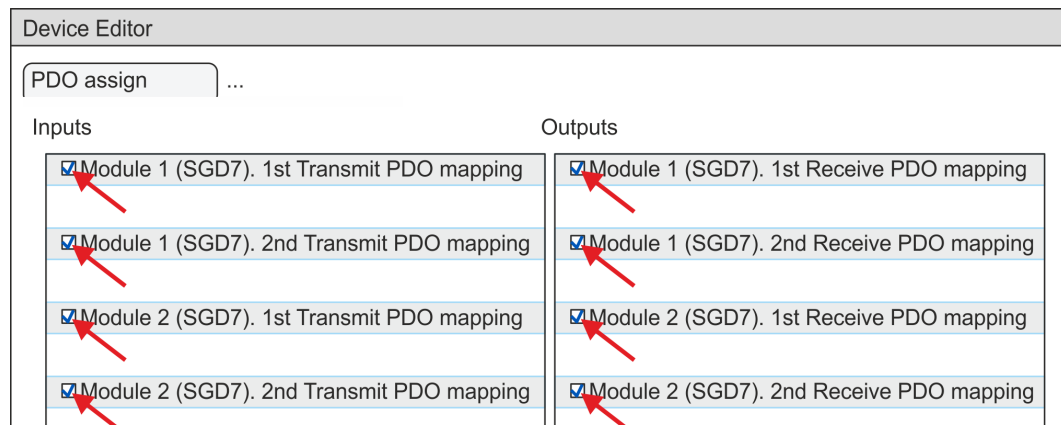 Device Editor
PDO assign ...
Inputs
Outputs
Module 1 (SGD7). 1st Transmit PDO mapping
Module 1 (SGD7). 2nd Transmit PDO mapping
Module 2 (SGD7). 1st Transmit PDO mapping
Module 2 (SGD7). 2nd Transmit PDO mapping
Module 1 (SGD7). 1st Receive PDO mapping
Module 1 (SGD7). 2nd Receive PDO mapping
Module 2 (SGD7). 1st Receive PDO mapping
Module 2 (SGD7). 2nd Receive PDO mapping